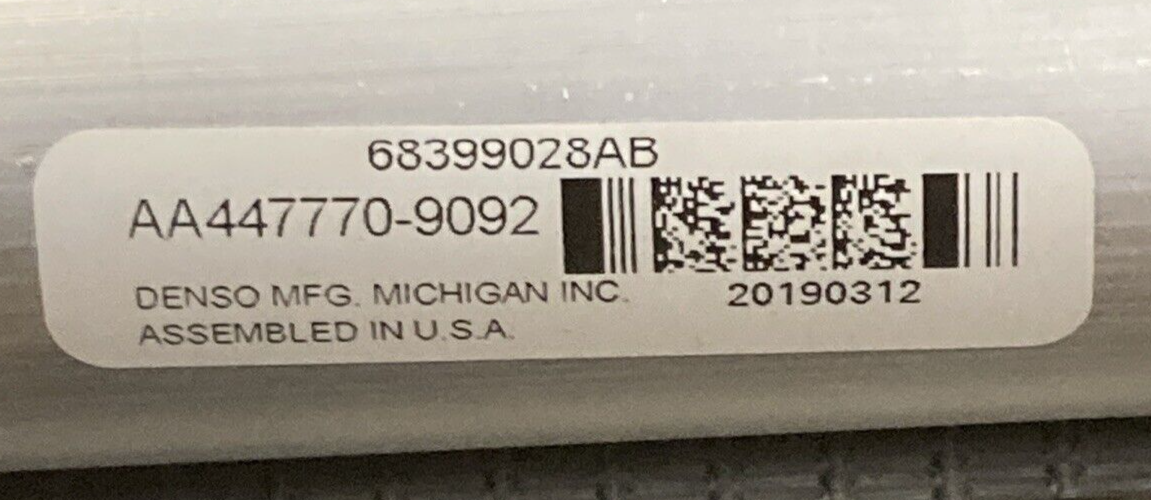 68399028AB
AA447770-9092
DENSO MFG. MICHIGAN INC.
20190312
ASSEMBLED IN U.S.A.